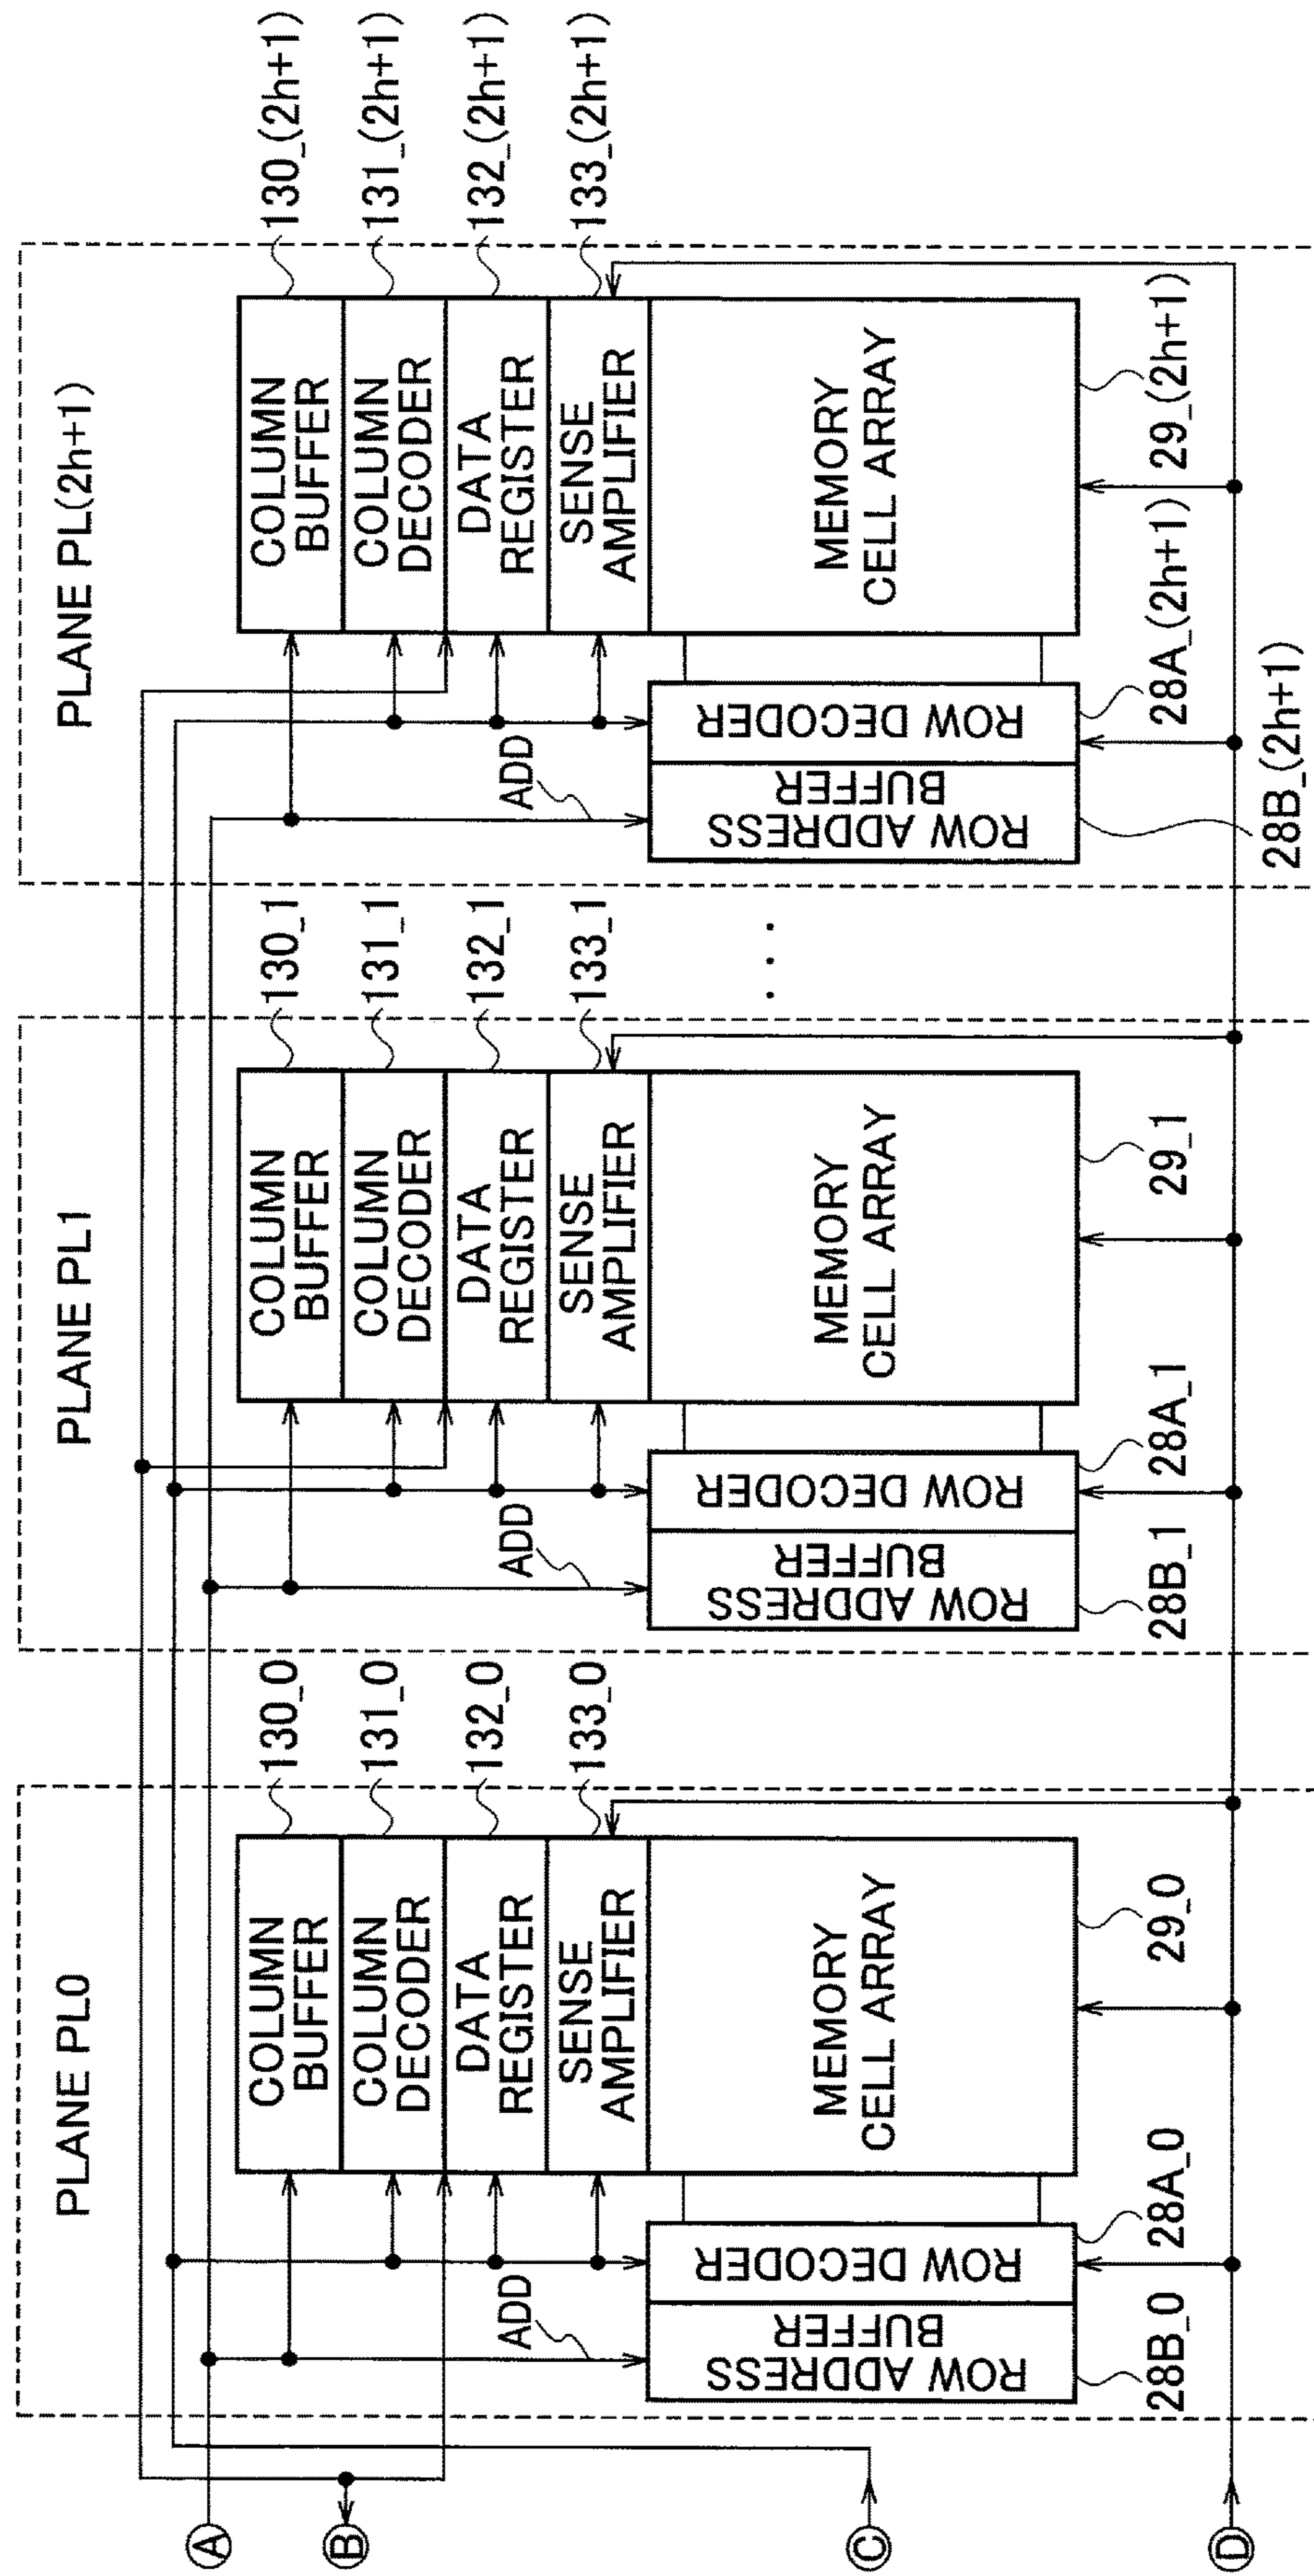 PLANE PL0
COLUMN
BUFFER
130_0
COLUMN
DECODER
131_0
DATA
REGISTER
132_0
SENSE
AMPLIFIER
133_0
MEMORY
CELL ARRAY
29_0
ADD
ROW DECODER
28A_0
ROW ADDRESS
BUFFER
28B_0
PLANE PL1
COLUMN
BUFFER
130_1
COLUMN
DECODER
131_1
DATA
REGISTER
132_1
SENSE
AMPLIFIER
133_1
MEMORY
CELL ARRAY
29_1
ADD
ROW DECODER
28A_1
ROW ADDRESS
BUFFER
28B_1
. . .
PLANE PL(2h+1)
COLUMN
BUFFER
130_(2h+1)
COLUMN
DECODER
131_(2h+1)
DATA
REGISTER
132_(2h+1)
SENSE
AMPLIFIER
133_(2h+1)
MEMORY
CELL ARRAY
29_(2h+1)
ADD
ROW DECODER
28A_(2h+1)
ROW ADDRESS
BUFFER
28B_(2h+1)
A
B
C
D